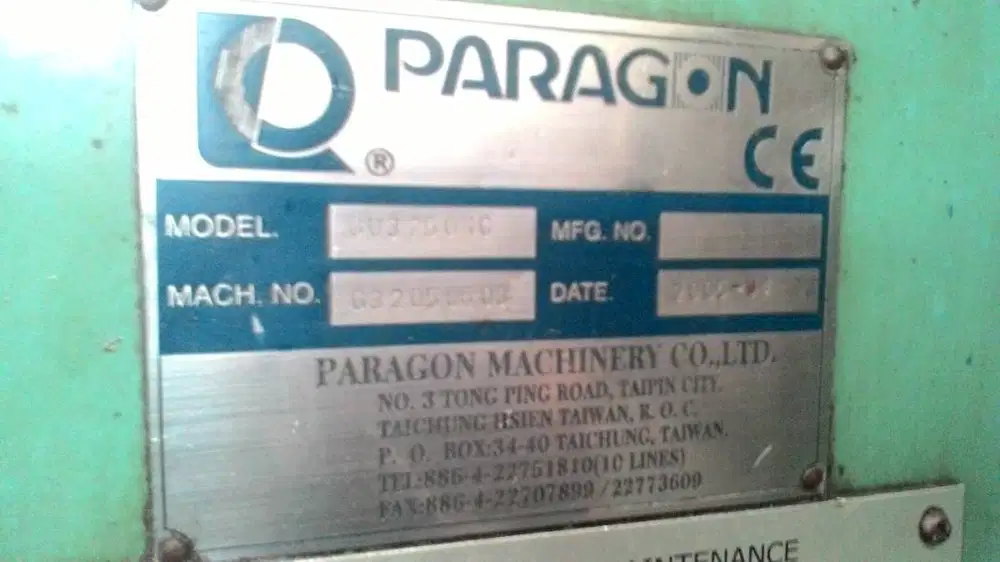 PARAGON
®
CE
MODEL.
MFG. NO.
MACH. NO.
DATE.
PARAGON MACHINERY CO.,LTD.
NO. 3 TONG PING ROAD, TAIPIN CITY.
TAICHUNG HSIEN TAIWAN, R. O. C.
P. O. BOX:34-40 TAICHUNG, TAIWAN.
TEL:886-4-22751810(10 LINES)
FAX:886-4-22707899 /22773609
MAINTENANCE